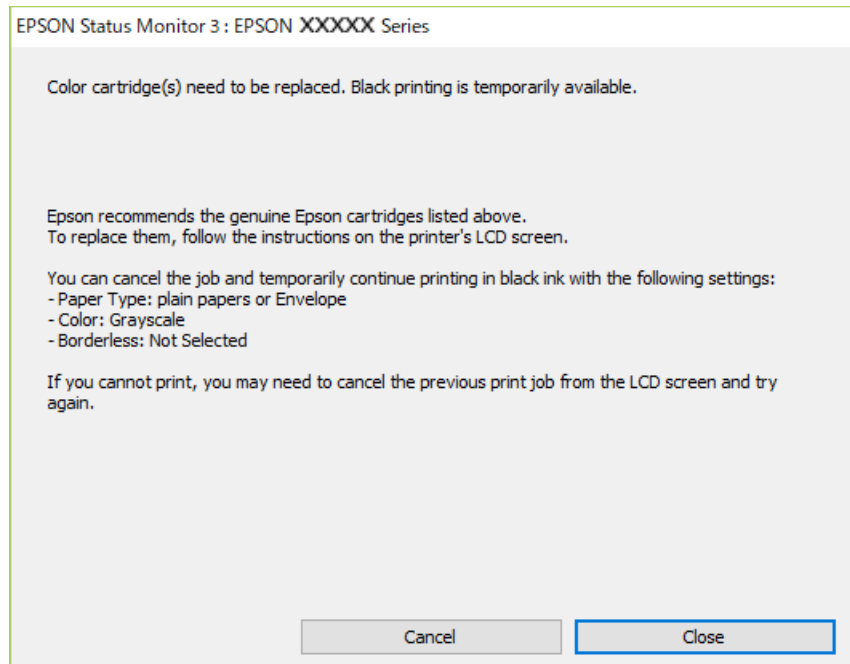 EPSON Status Monitor 3 : EPSON XXXXX Series
Color cartridge(s) need to be replaced. Black printing is temporarily available.
Epson recommends the genuine Epson cartridges listed above.
To replace them, follow the instructions on the printer's LCD screen.
You can cancel the job and temporarily continue printing in black ink with the following settings:
- Paper Type: plain papers or Envelope
- Color: Grayscale
- Borderless: Not Selected
If you cannot print, you may need to cancel the previous print job from the LCD screen and try
again.
Cancel Close